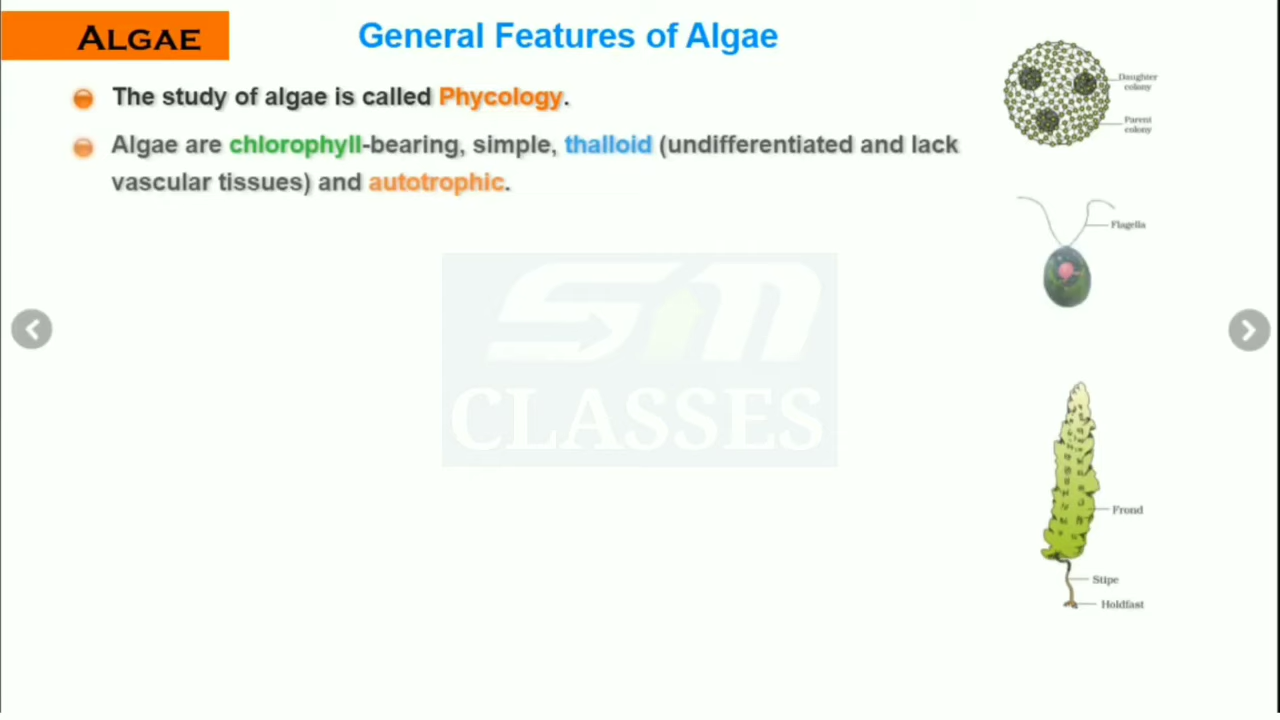 ALGAE
General Features of Algae
The study of algae is called Phycology.
Algae are chlorophyll-bearing, simple, thalloid (undifferentiated and lack
vascular tissues) and autotrophic.
Daughter
colony
Parent
colony
Flagella
SM
CLASSES
Frond
Stipe
Holdfast